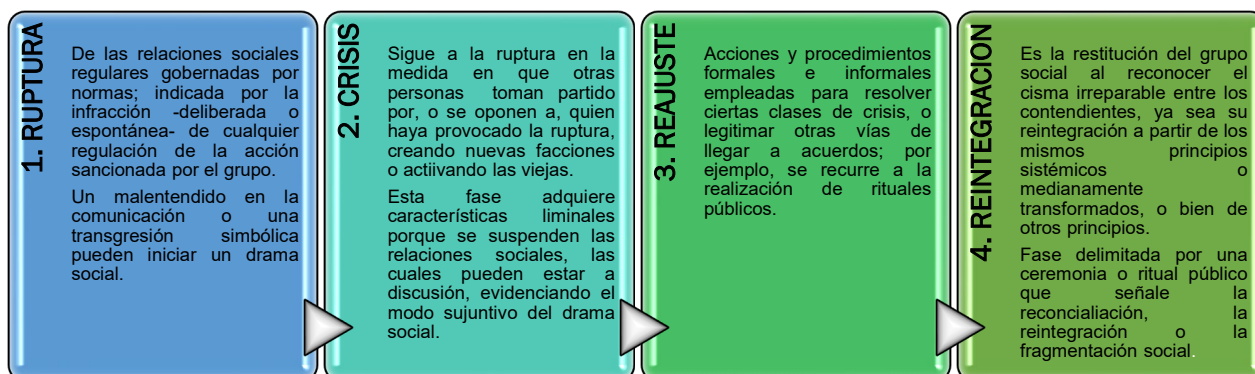 1. RUPTURA
De las relaciones sociales
regulares gobernadas por
normas; indicada por la
infracción -deliberada o
espontánea- de cualquier
regulación de la acción
sancionada por el grupo.
Un malentendido en la
comunicación o una
transgresión simbólica
pueden iniciar un drama
social.
2. CRISIS
Sigue a la ruptura en la
medida en que otras
personas toman partido
por, o se oponen a, quien
haya provocado la ruptura,
creando nuevas facciones
o actiivando las viejas.
Esta fase adquiere
características liminales
porque se suspenden las
relaciones sociales, las
cuales pueden estar a
discusión, evidenciando el
modo sujuntivo del drama
social.
3. REAJUSTE
Acciones y procedimientos
formales e informales
empleadas para resolver
ciertas clases de crisis, o
legitimar otras vías de
llegar a acuerdos; por
ejemplo, se recurre a la
realización de rituales
públicos.
4. REINTEGRACION
Es la restitución del grupo
social al reconocer el
cisma irreparable entre los
contendientes, ya sea su
reintegración a partir de los
mismos principios
sistémicos o
medianamente
transformados, o bien de
otros principios.
Fase delimitada por una
ceremonia o ritual público
que señale la
reconcialiación, la
reintegración o la
fragmentación social.